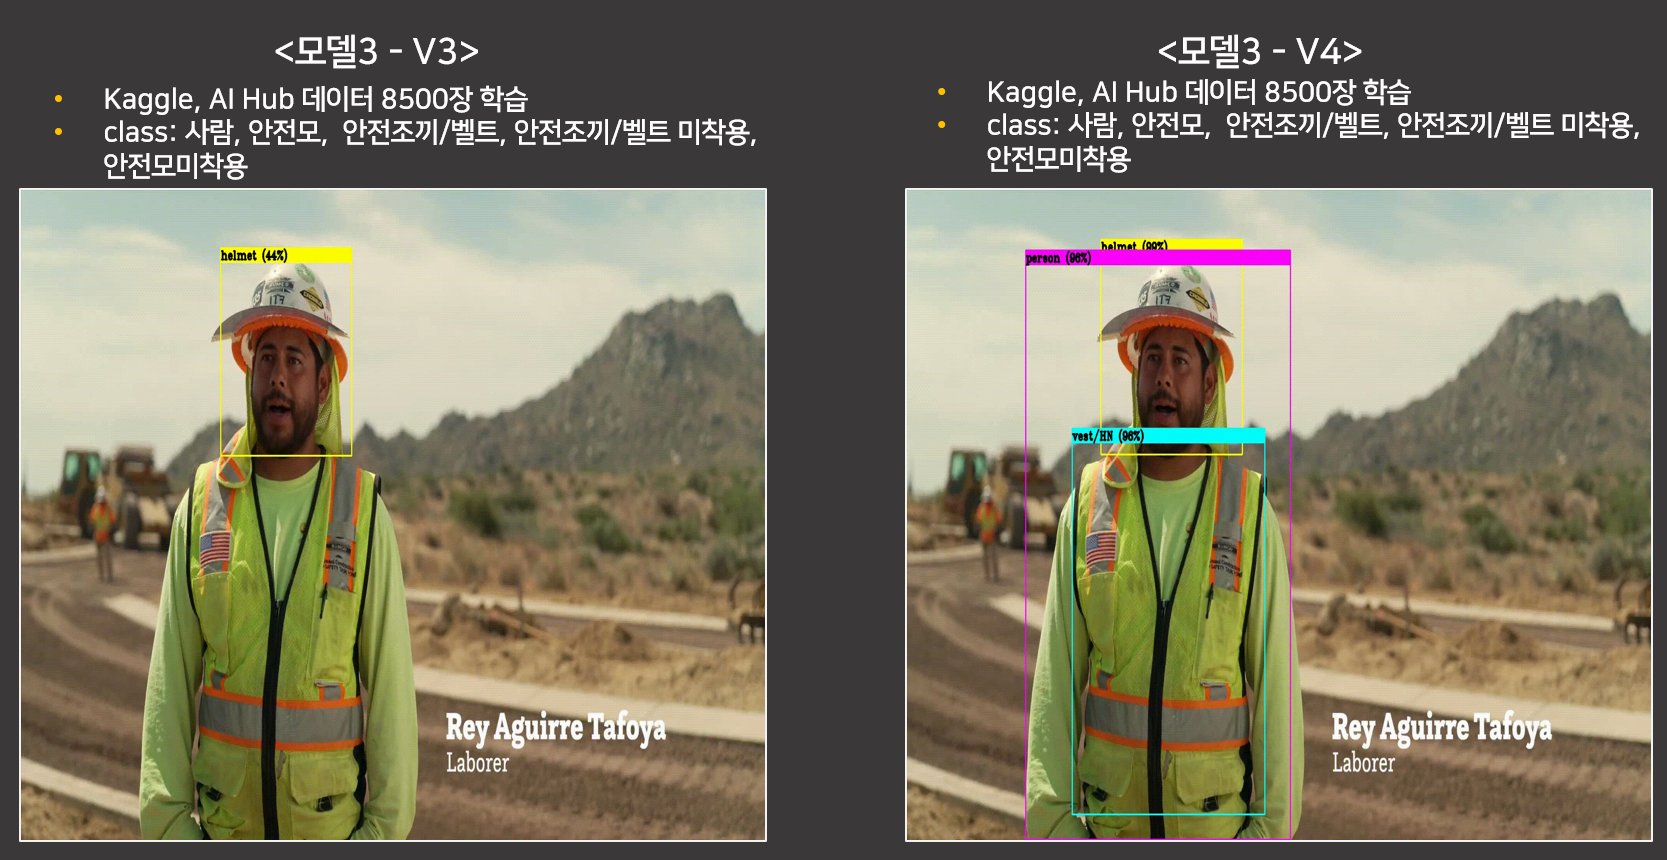 <모델3 - V3>
• Kaggle, AI Hub 데이터 8500장 학습
• class: 사람, 안전모, 안전조끼/벨트, 안전조끼/벨트 미착용,
안전모미착용
helmet (44%)
117
Rey Aguirre Tafoya
Laborer
<모델3 - V4>
• Kaggle, AI Hub 데이터 8500장 학습
• class: 사람, 안전모, 안전조끼/벨트, 안전조끼/벨트 미착용,
안전모미착용
helmet (99%)
person (96%)
117
vest/HN (96%)
Rey Aguirre Tafoya
Laborer